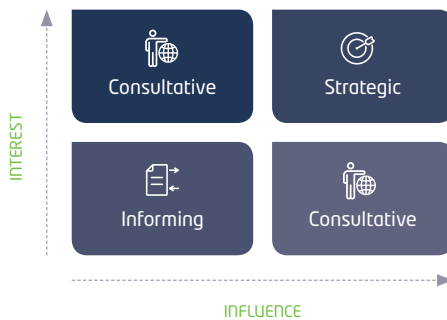 Consultative
Strategic
INTEREST
Informing
Consultative
INFLUENCE